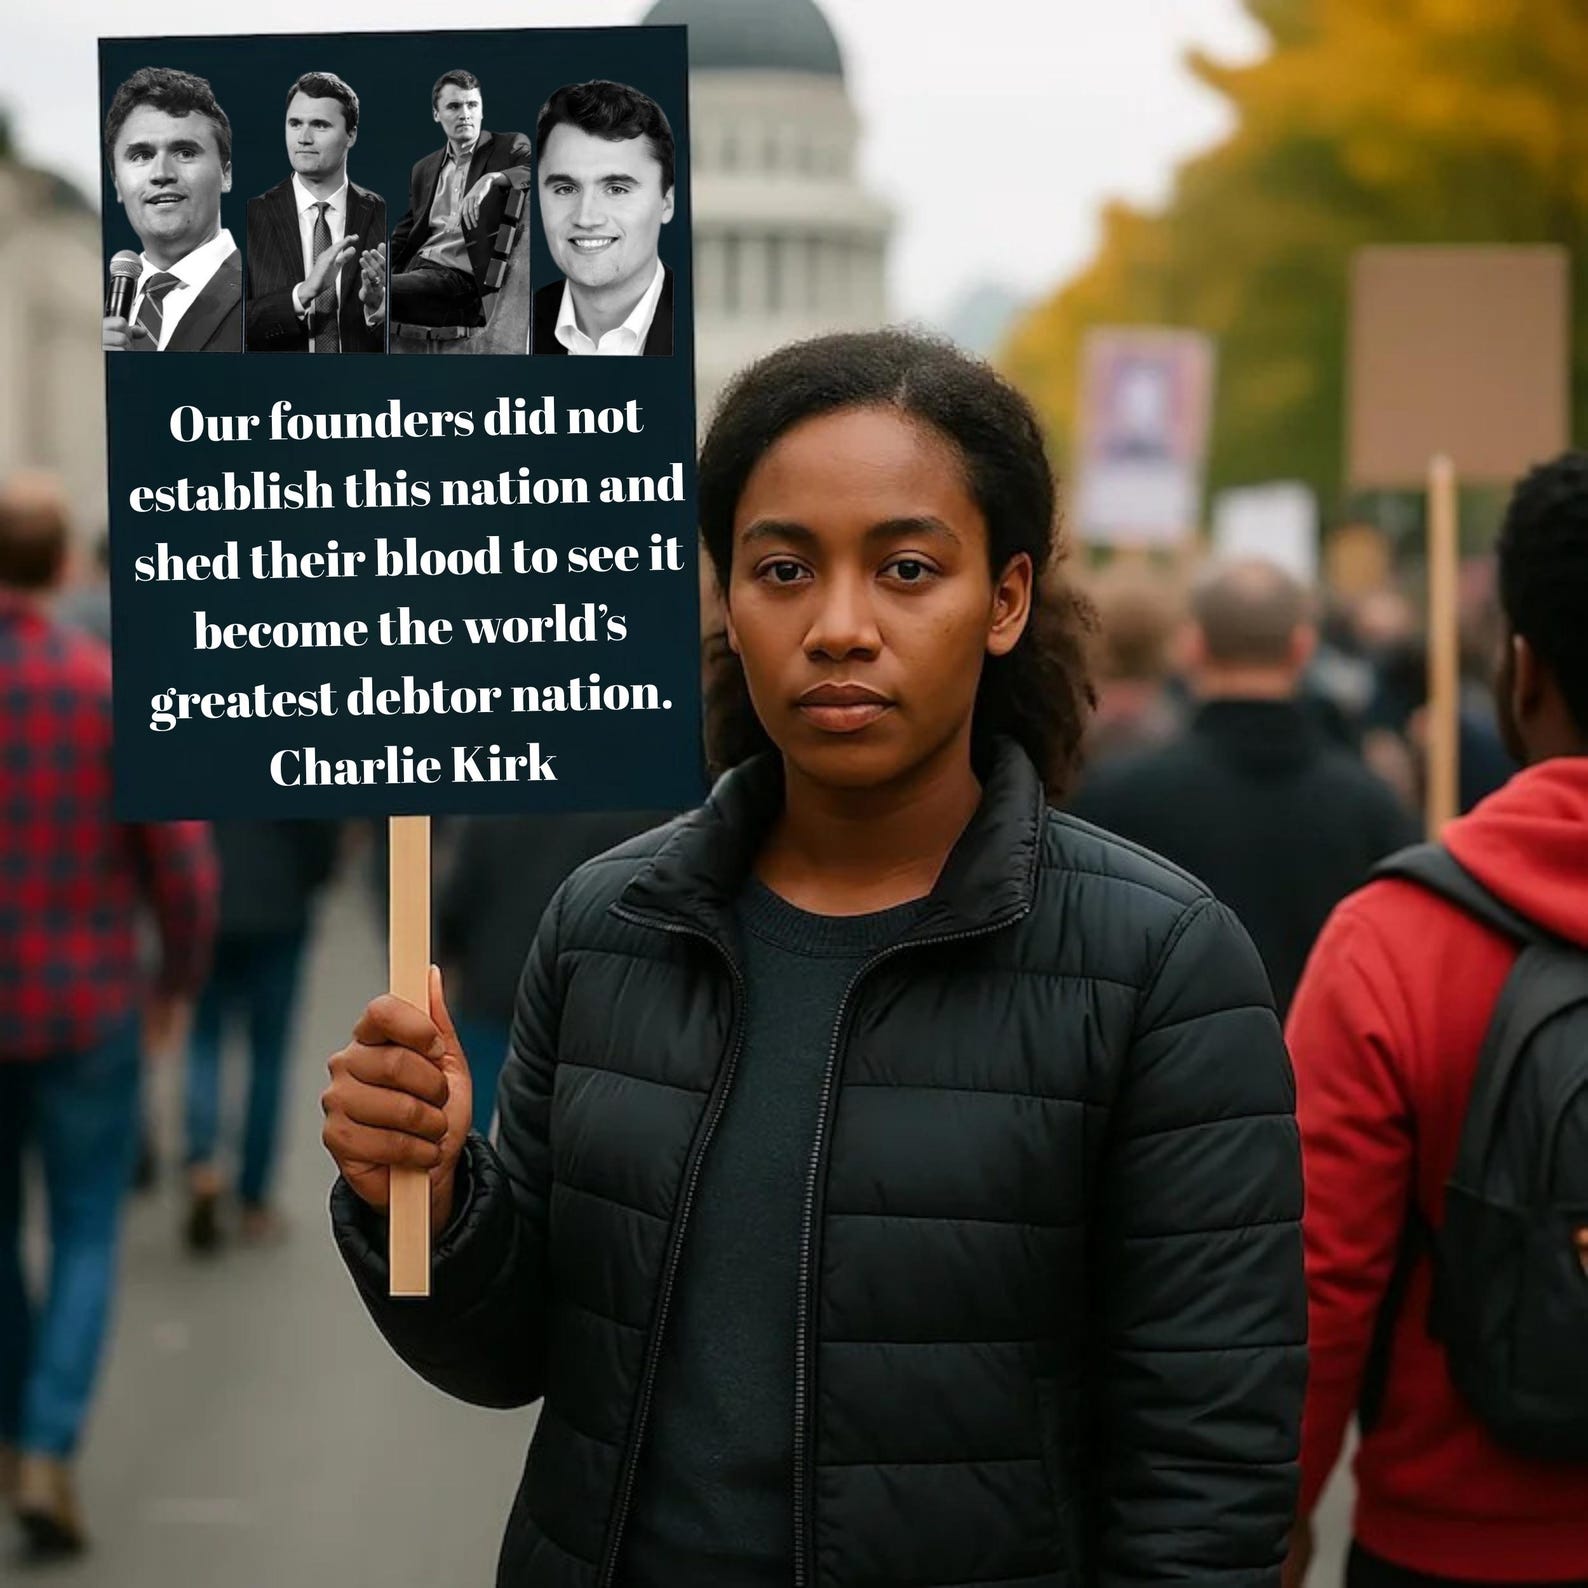 Our founders did not
establish this nation and
shed their blood to see it
become the world's
greatest debtor nation.
Charlie Kirk